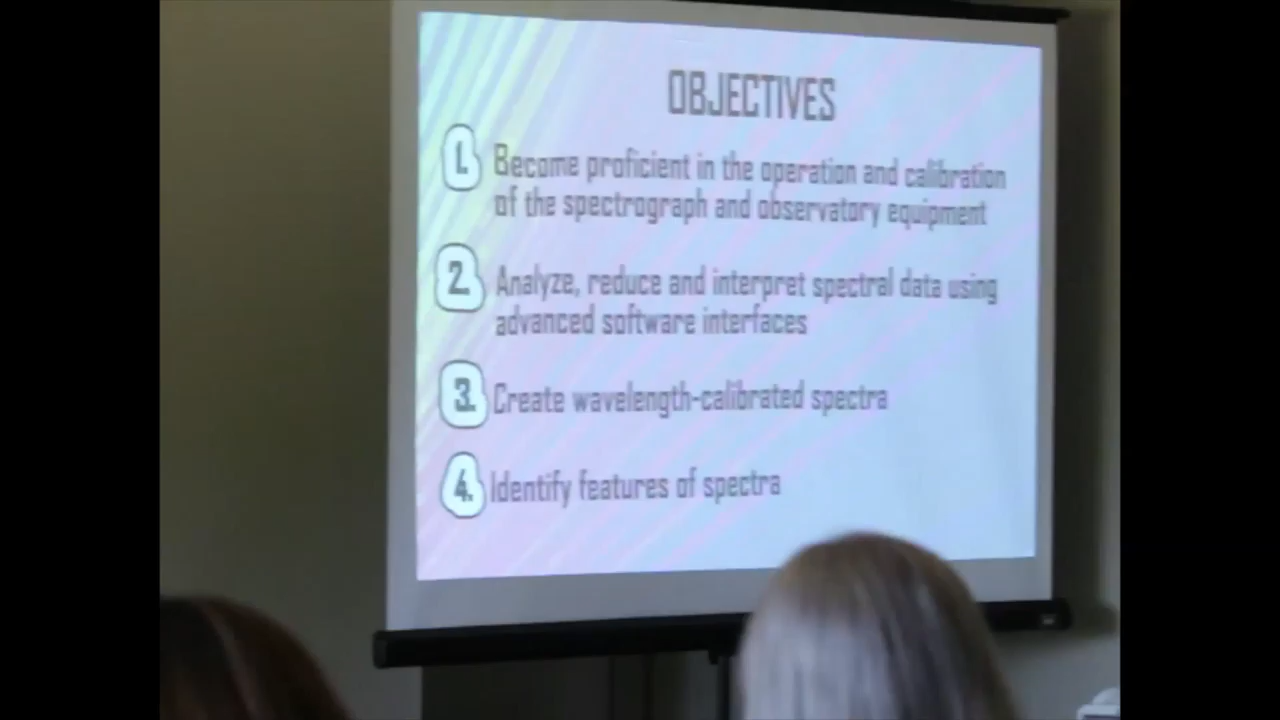 OBJECTIVES
1. Become proficient in the operation and calibration
of the spectrograph and observatory equipment
2. Analyze, reduce and interpret spectral data using
advanced software interfaces
3. Create wavelength-calibrated spectra
4. Identify features of spectra